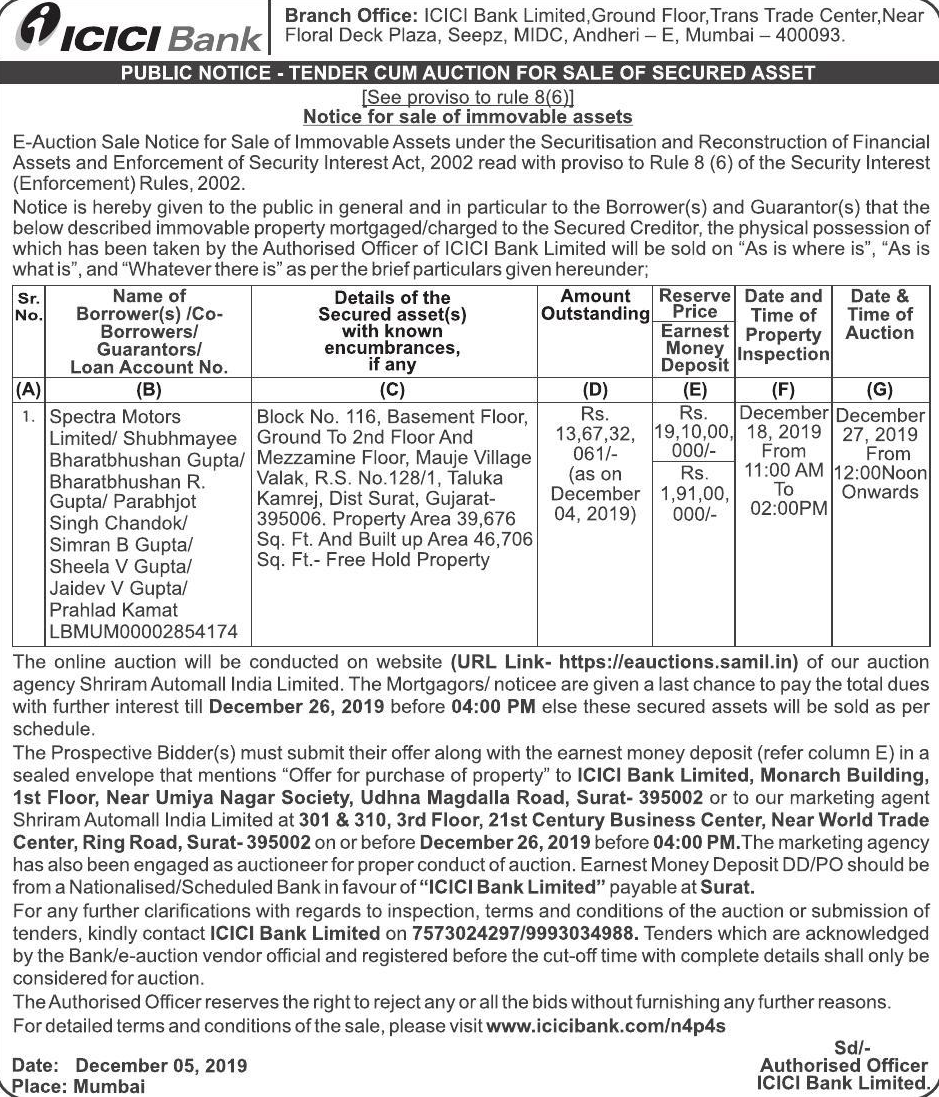 ICICI Bank
Branch Office: ICICI Bank Limited,Ground Floor,Trans Trade Center,Near
Floral Deck Plaza, Seepz, MIDC, Andheri – E, Mumbai – 400093.
PUBLIC NOTICE - TENDER CUM AUCTION FOR SALE OF SECURED ASSET
[See proviso to rule 8(6)]
Notice for sale of immovable assets
E-Auction Sale Notice for Sale of Immovable Assets under the Securitisation and Reconstruction of Financial
Assets and Enforcement of Security Interest Act, 2002 read with proviso to Rule 8 (6) of the Security Interest
(Enforcement) Rules, 2002.
Notice is hereby given to the public in general and in particular to the Borrower(s) and Guarantor(s) that the
below described immovable property mortgaged/charged to the Secured Creditor, the physical possession of
which has been taken by the Authorised Officer of ICICI Bank Limited will be sold on “As is where is”, “As is
what is”, and “Whatever there is” as per the brief particulars given hereunder;
Sr.
No.
Name of
Borrower(s) /Co-
Borrowers/
Guarantors/
Loan Account No.
Details of the
Secured asset(s)
with known
encumbrances,
if any
Amount
Outstanding
Reserve
Price
Earnest
Money
Deposit
Date and
Time of
Property
Inspection
Date &
Time of
Auction
(A)
(B)
(C)
(D)
(E)
(F)
(G)
1.
Spectra Motors
Limited/ Shubhmayee
Bharatbhushan Gupta/
Bharatbhushan R.
Gupta/ Parabhjot
Singh Chandok/
Simran B Gupta/
Sheela V Gupta/
Jaidev V Gupta/
Prahlad Kamat
LBMUM00002854174
Block No. 116, Basement Floor,
Ground To 2nd Floor And
Mezzamine Floor, Mauje Village
Valak, R.S. No.128/1, Taluka
Kamrej, Dist Surat, Gujarat-
395006. Property Area 39,676
Sq. Ft. And Built up Area 46,706
Sq. Ft.- Free Hold Property
Rs.
13,67,32,
061/-
(as on
December
04, 2019)
Rs.
19,10,00,
000/-
Rs.
1,91,00,
000/-
December
18, 2019
From
11:00 AM
To
02:00PM
December
27, 2019
From
12:00Noon
Onwards
The online auction will be conducted on website (URL Link- https://eauctions.samil.in) of our auction
agency Shriram Automall India Limited. The Mortgagors/ noticee are given a last chance to pay the total dues
with further interest till December 26, 2019 before 04:00 PM else these secured assets will be sold as per
schedule.
The Prospective Bidder(s) must submit their offer along with the earnest money deposit (refer column E) in a
sealed envelope that mentions “Offer for purchase of property” to ICICI Bank Limited, Monarch Building,
1st Floor, Near Umiya Nagar Society, Udhna Magdalla Road, Surat- 395002 or to our marketing agent
Shriram Automall India Limited at 301 & 310, 3rd Floor, 21st Century Business Center, Near World Trade
Center, Ring Road, Surat- 395002 on or before December 26, 2019 before 04:00 PM.The marketing agency
has also been engaged as auctioneer for proper conduct of auction. Earnest Money Deposit DD/PO should be
from a Nationalised/Scheduled Bank in favour of “ICICI Bank Limited” payable at Surat.
For any further clarifications with regards to inspection, terms and conditions of the auction or submission of
tenders, kindly contact ICICI Bank Limited on 7573024297/9993034988. Tenders which are acknowledged
by the Bank/e-auction vendor official and registered before the cut-off time with complete details shall only be
considered for auction.
The Authorised Officer reserves the right to reject any or all the bids without furnishing any further reasons.
For detailed terms and conditions of the sale, please visit www.icicibank.com/n4p4s
Date: December 05, 2019
Place: Mumbai
Sd/-
Authorised Officer
ICICI Bank Limited.